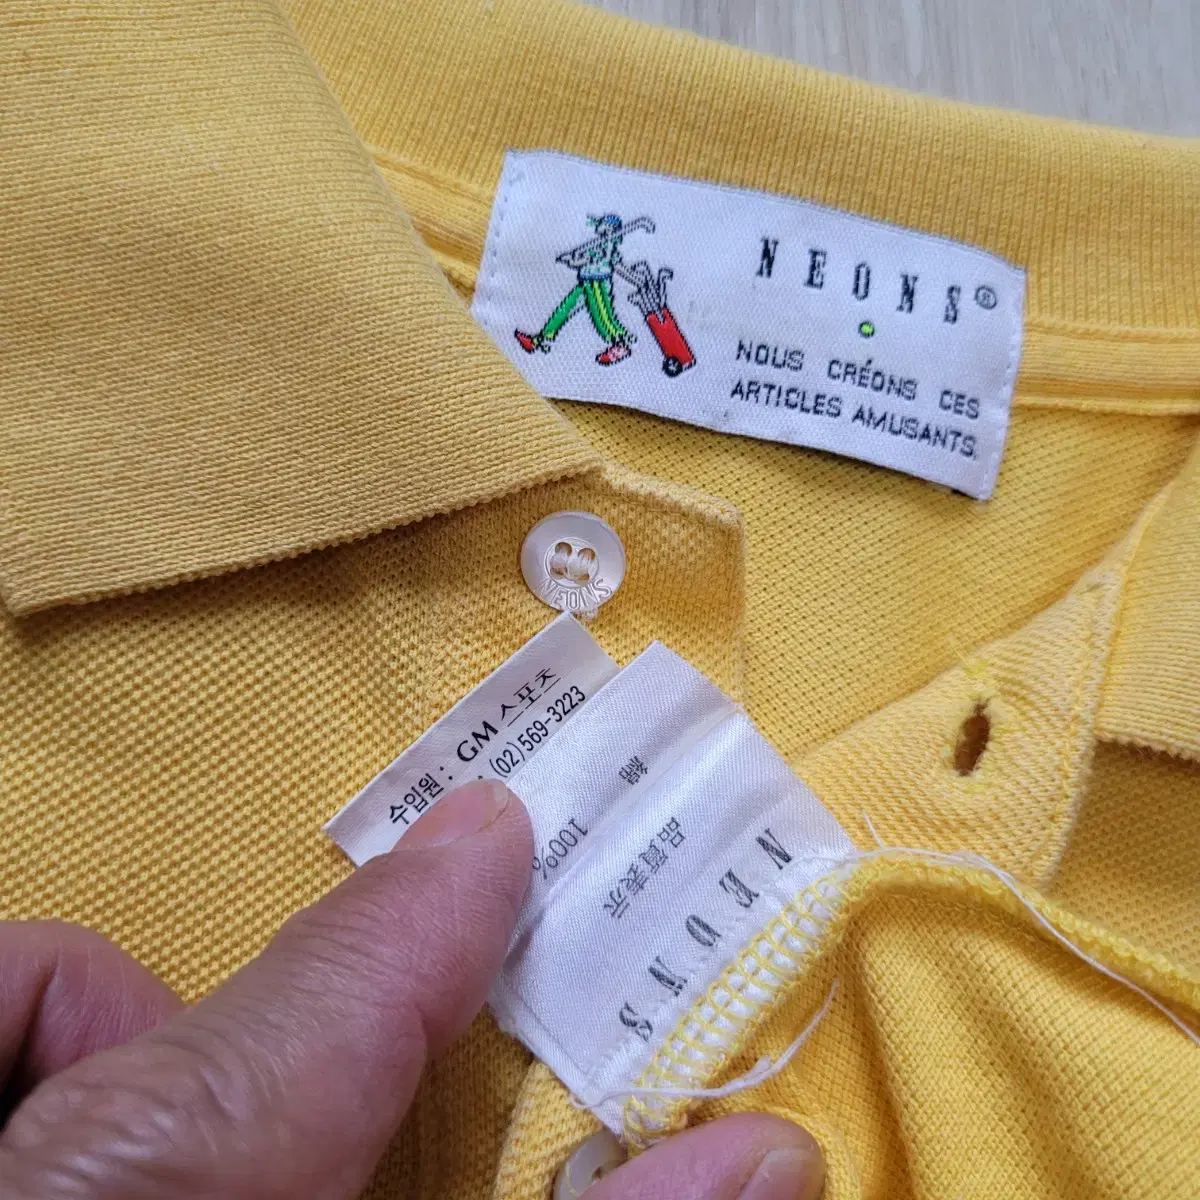 NEONS®
NOUS CRÉONS CES
ARTICLES AMUSANTS.
NEONS
수입원 : GM 스포츠
(02)569-3223
NEONS
品質表示
綿 100%